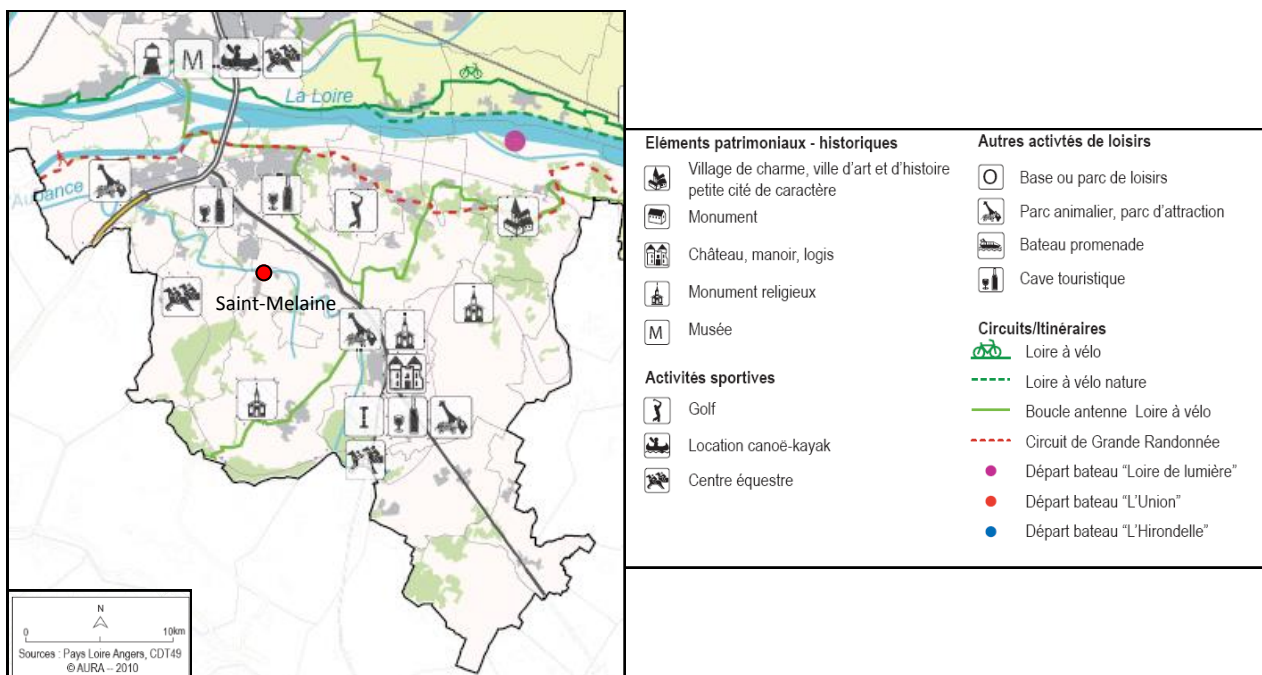 M
La Loire
Aubance
Saint-Melaine
N
0 10km
Sources : Pays Loire Angers, CDT49
© AURA – 2010
Eléments patrimoniaux - historiques
Village de charme, ville d'art et d'histoire
petite cité de caractère
Monument
Château, manoir, logis
Monument religieux
M Musée
Activités sportives
Golf
Location canoë-kayak
Centre équestre
Autres activtés de loisirs
O Base ou parc de loisirs
Parc animalier, parc d'attraction
Bateau promenade
Cave touristique
Circuits/Itinéraires
Loire à vélo
Loire à vélo nature
Boucle antenne Loire à vélo
Circuit de Grande Randonnée
Départ bateau "Loire de lumière"
Départ bateau "L'Union"
Départ bateau "L'Hirondelle"